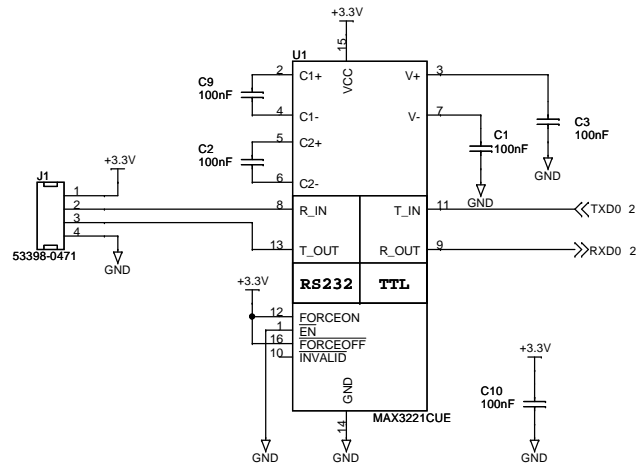 +3.3V
U1
15
VCC
2 C1+ V+ 3
C9
100nF
4 C1- V- 7
C3
100nF
5 C2+
C2
100nF
C1
100nF
6 C2-
GND
GND
J1
+3.3V
1
2 8 R_IN T_IN 11 TXD0 2
3
4 13 T_OUT R_OUT 9 RXD0 2
53398-0471
GND
RS232 TTL
+3.3V
12 FORCEON
1 EN
16 FORCEOFF
10 INVALID
+3.3V
C10
100nF
GND
14
MAX3221CUE
GND GND GND